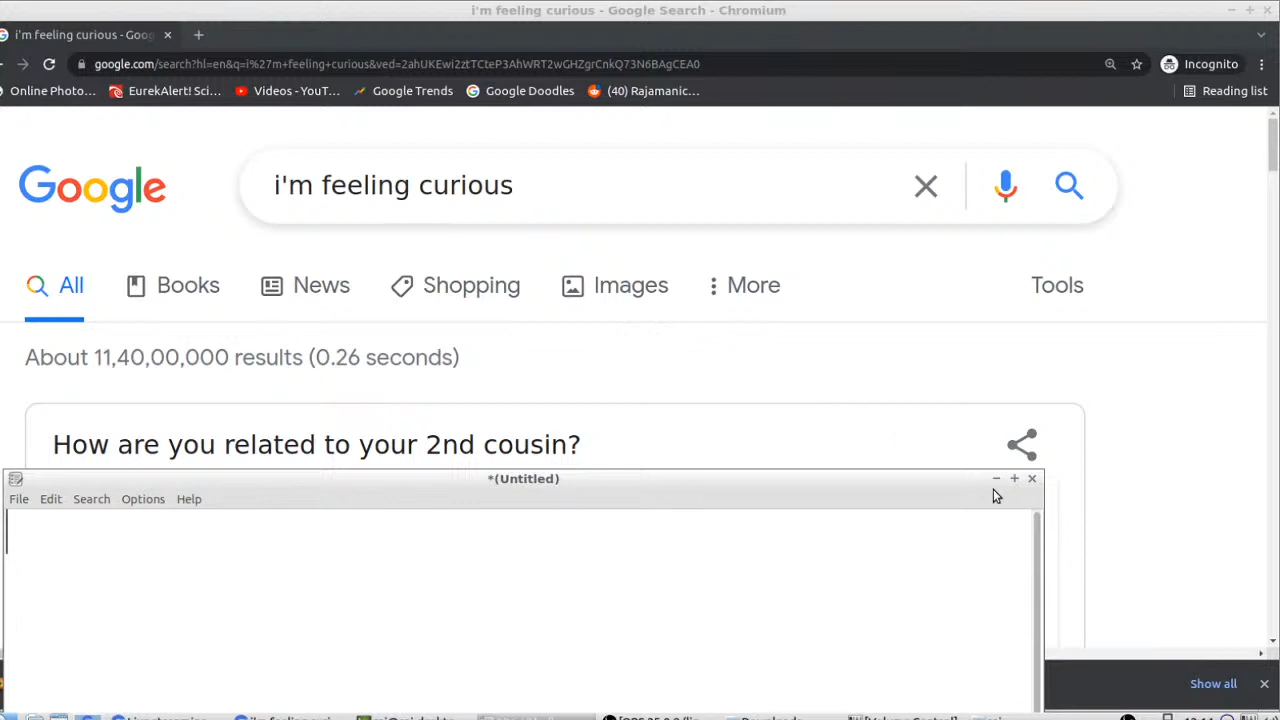 i'm feeling curious - Google Search - Chromium
i'm feeling curious - Goog
google.com/search?hl=en&q=i%27m+feeling+curious&ved=2ahUKEwi2ztTCteP3AhWRT2wGHZgrCnkQ73N6BAgCEA0
Incognito
Online Photo... EurekAlert! Sci... Videos - YouT... Google Trends Google Doodles (40) Rajamanic... Reading list
Google
i'm feeling curious
All Books News Shopping Images More Tools
About 11,40,00,000 results (0.26 seconds)
How are you related to your 2nd cousin?
*(Untitled)
File Edit Search Options Help
Show all